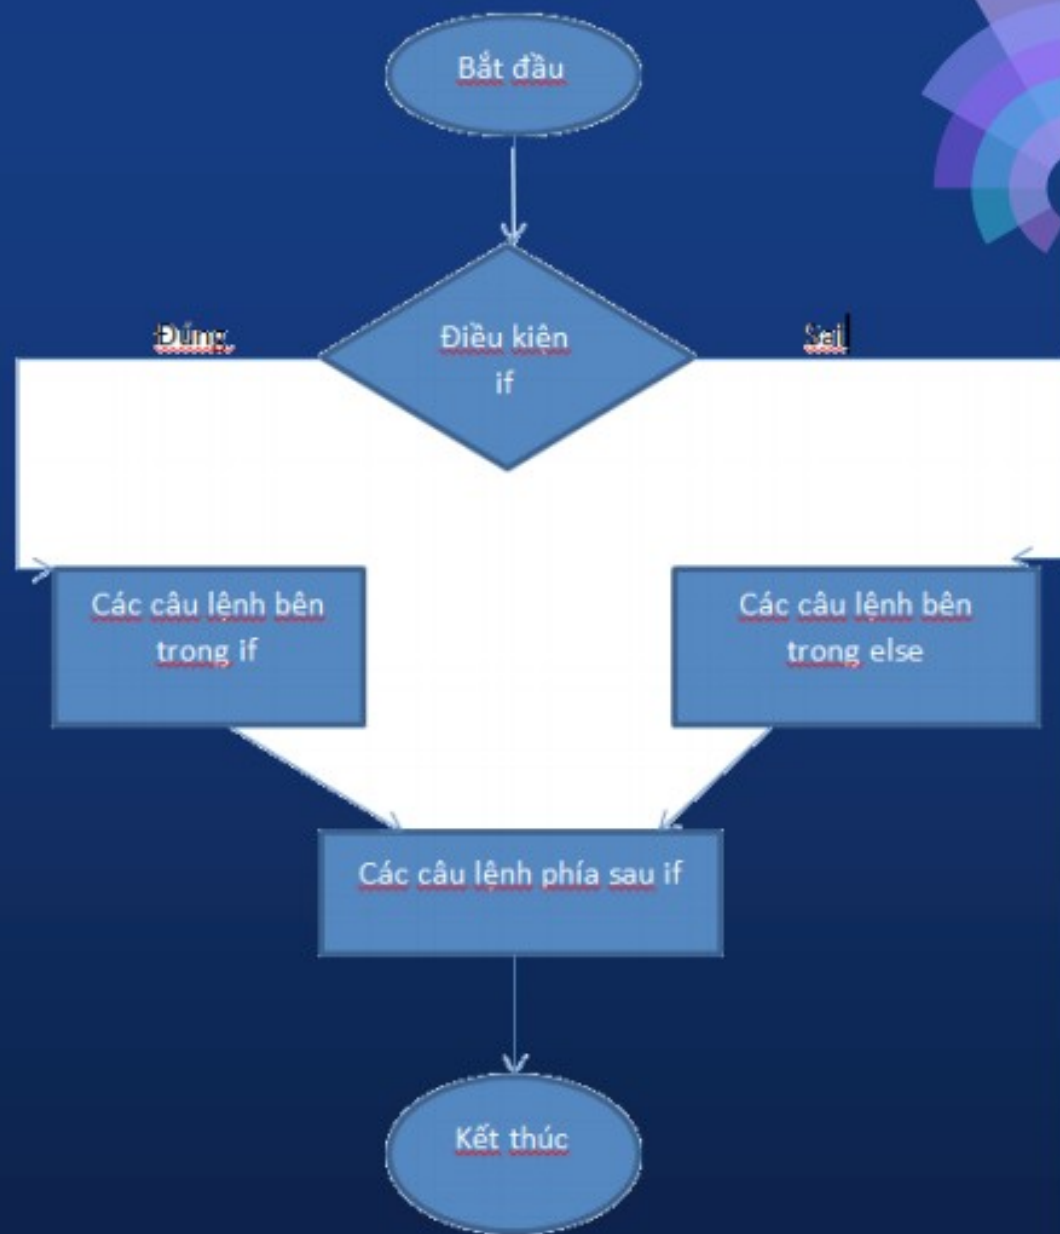 Bắt đầu
Đúng
Điều kiện
if
Sai
Các câu lệnh bên
trong if
Các câu lệnh bên
trong else
Các câu lệnh phía sau if
Kết thúc